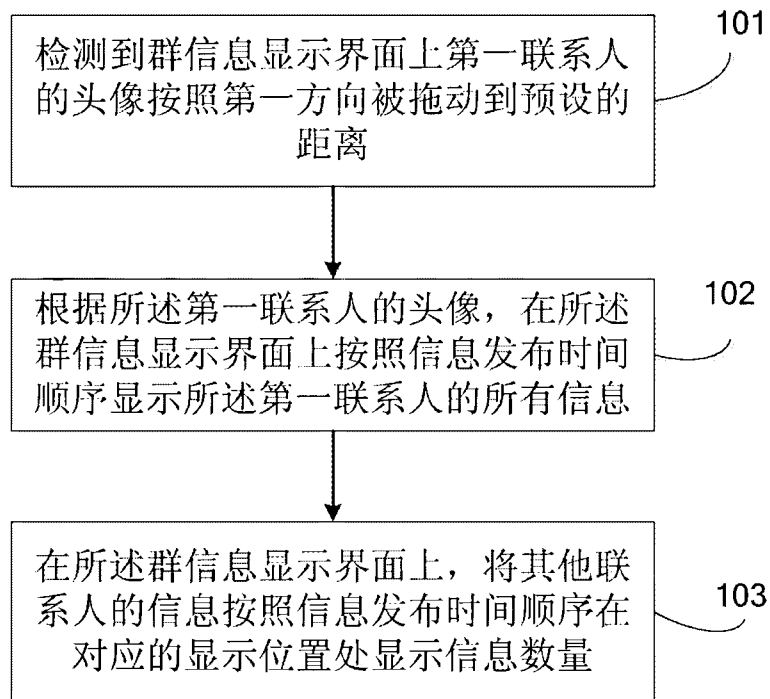 检测到群信息显示界面上第一联系人
的头像按照第一方向被拖动到预设的
距离
101
根据所述第一联系人的头像，在所述
群信息显示界面上按照信息发布时间
顺序显示所述第一联系人的所有信息
102
在所述群信息显示界面上，将其他联
系人的信息按照信息发布时间顺序在
对应的显示位置处显示信息数量
103